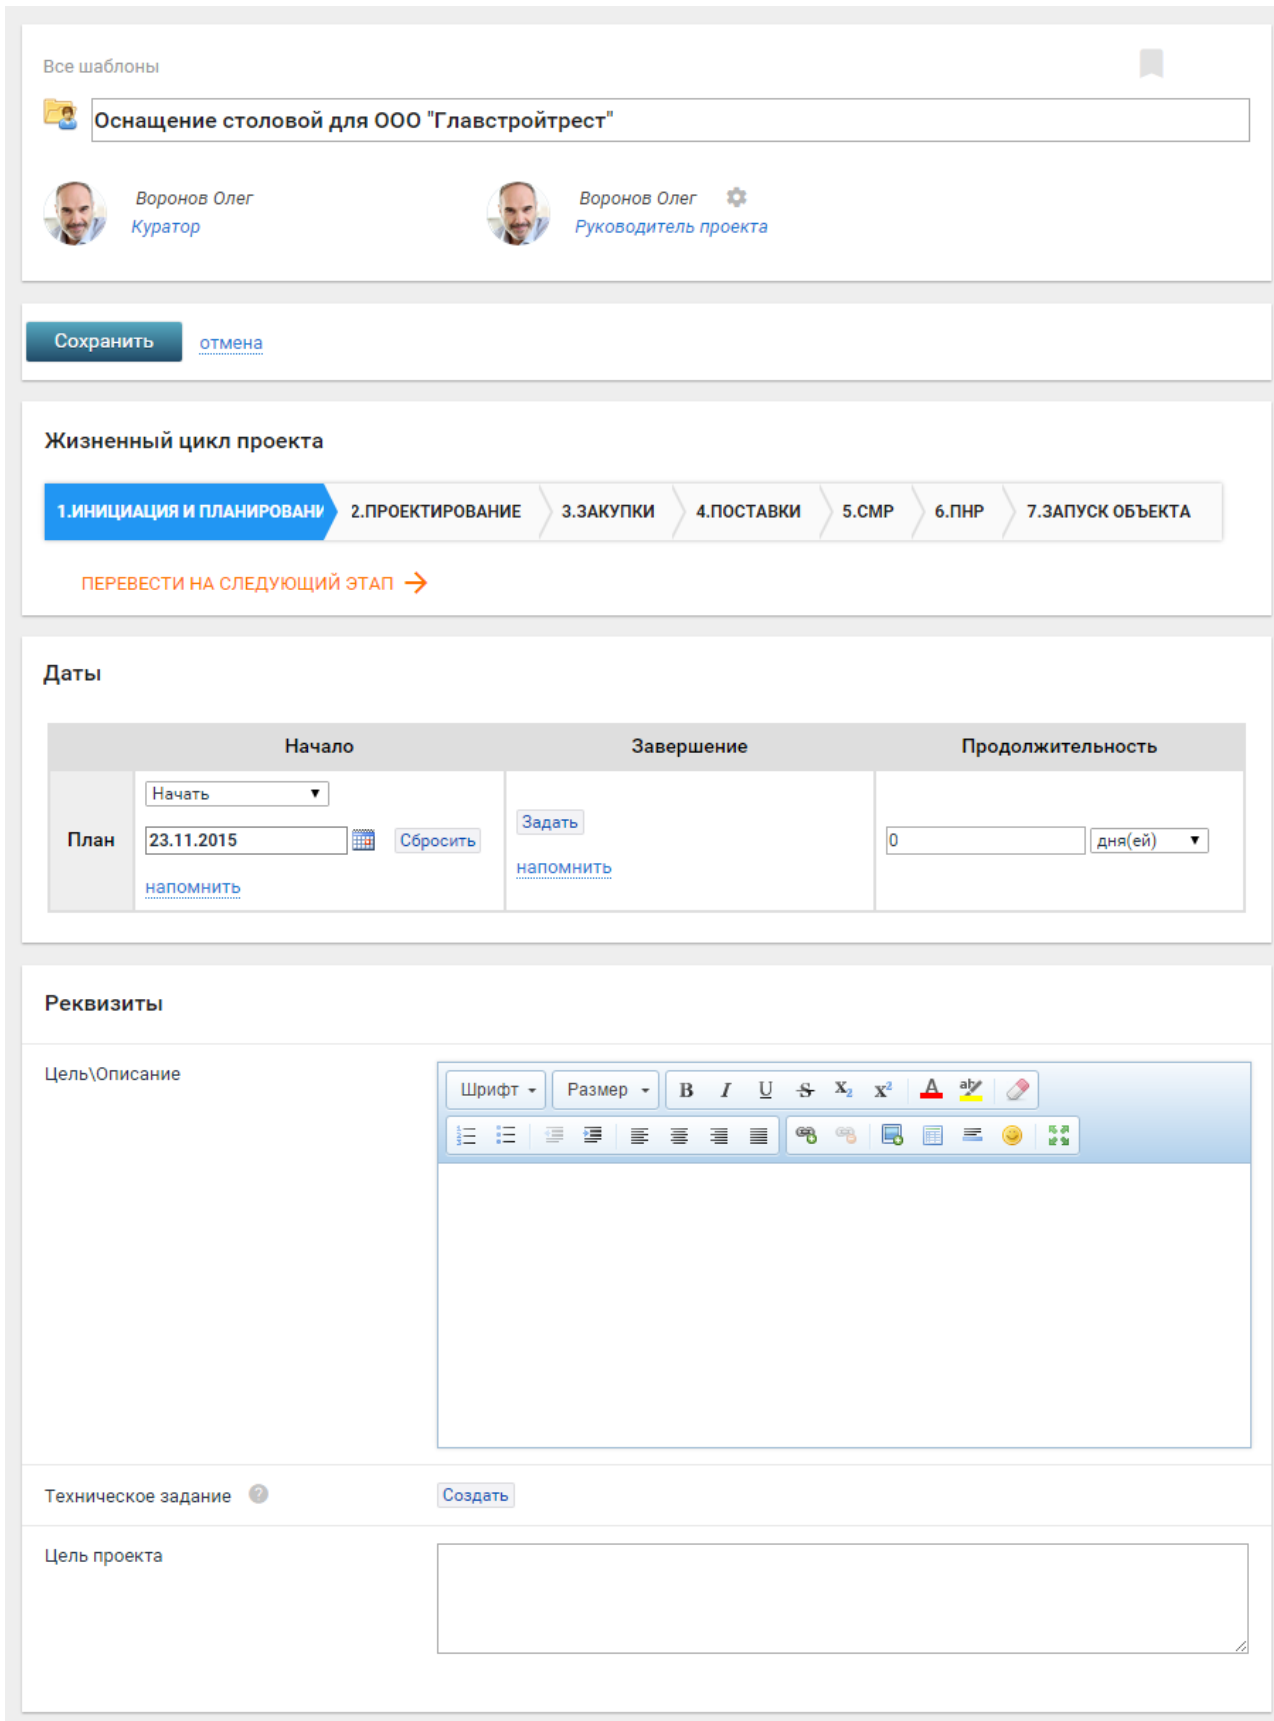 Все шаблоны
Оснащение столовой для ООО "Главстройтрест"
Воронов Олег
Куратор
Воронов Олег
Руководитель проекта
Сохранить отмена
Жизненный цикл проекта
1.ИНИЦИАЦИЯ И ПЛАНИРОВАНИ 2.ПРОЕКТИРОВАНИЕ 3.ЗАКУПКИ 4.ПОСТАВКИ 5.СМР 6.ПНР 7.ЗАПУСК ОБЪЕКТА
ПЕРЕВЕСТИ НА СЛЕДУЮЩИЙ ЭТАП
Даты
Начало Завершение Продолжительность
План
Начать
23.11.2015 Сбросить
напомнить
Задать
напомнить
0 дня(ей)
Реквизиты
Цель\Описание
Шрифт Размер B I U S X₂ X² A ab
Техническое задание ? Создать
Цель проекта